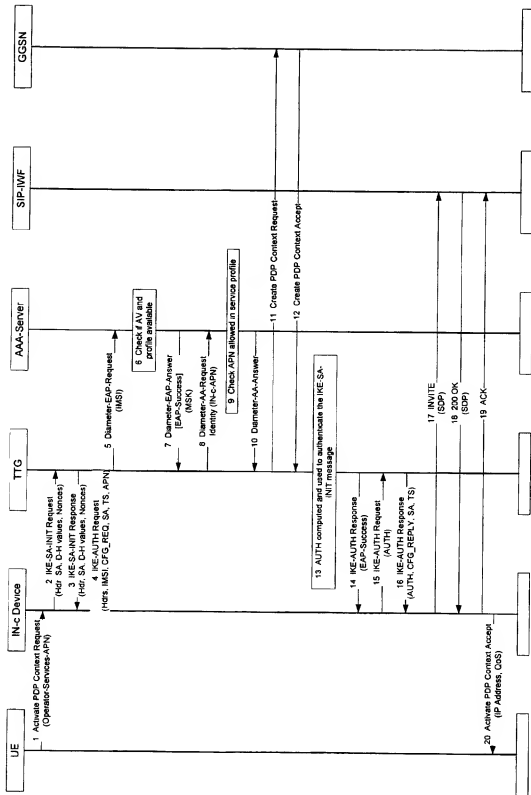 UE
IN-c Device
TTG
AAA-Server
SIP-IWF
GGSN
1 Activate PDP Context Request
(Operator-Services-APN)
2 IKE-SA-INIT Request
(Hdr, SA, D-H values, Nonces)
3 IKE-SA-INIT Response
(Hdr, SA, D-H values, Nonces)
4 IKE-AUTH Request
(Hdrs, IMSI, CFG_REQ, SA, TS, APN)
5 Diameter-EAP-Request
(IMSI)
6 Check if AV and
profile available
7 Diameter-EAP-Answer
[EAP-Success]
(MSK)
8 Diameter-AA-Request
Identity (IN-c-APN)
9 Check APN allowed in service profile
10 Diameter-AA-Answer
11 Create PDP Context Request
12 Create PDP Context Accept
13 AUTH computed and used to authenticate the IKE-SA-
INIT message
14 IKE-AUTH Response
(EAP-Success)
15 IKE-AUTH Request
(AUTH)
16 IKE-AUTH Response
(AUTH, CFG_REPLY, SA, TS)
17 INVITE
(SDP)
18 200 OK
(SDP)
19 ACK
20 Activate PDP Context Accept
(IP Address, QoS)